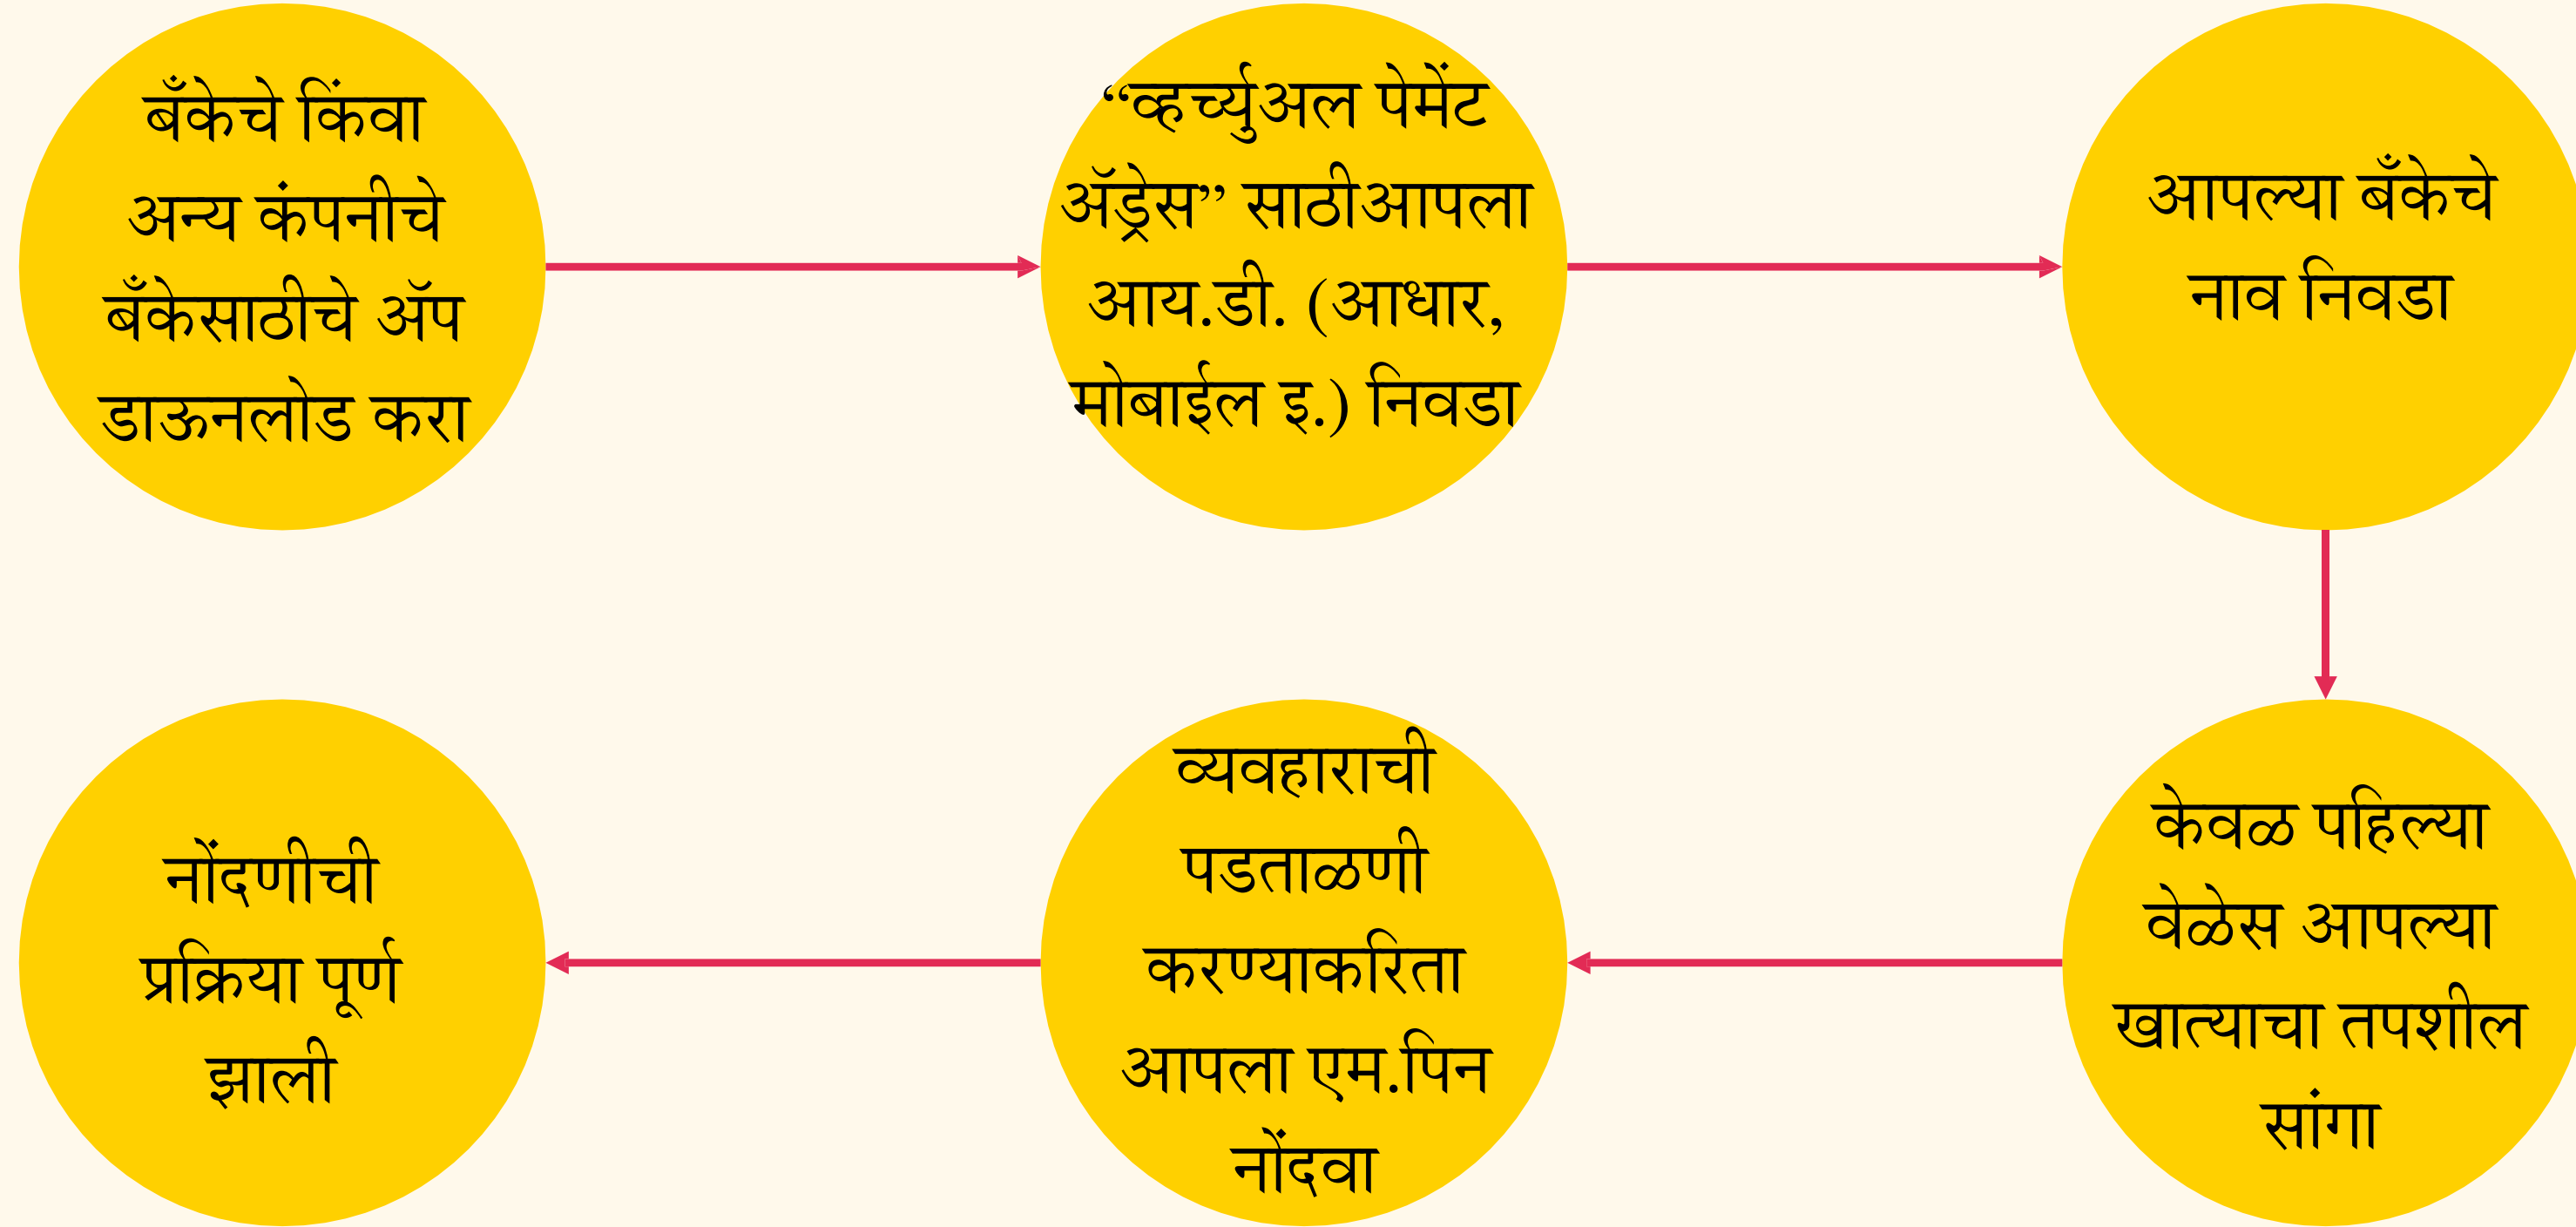 बँकेचे किंवा
अन्य कंपनीचे
बँकेसाठीचे ॲप
डाऊनलोड करा
“व्हर्च्युअल पेमेंट
ॲड्रेस” साठीआपला
आय.डी. (आधार,
मोबाईल इ.) निवडा
आपल्या बँकेचे
नाव निवडा
केवळ पहिल्या
वेळेस आपल्या
खात्याचा तपशील
सांगा
व्यवहाराची
पडताळणी
करण्याकरिता
आपला एम.पिन
नोंदवा
नोंदणीची
प्रक्रिया पूर्ण
झाली